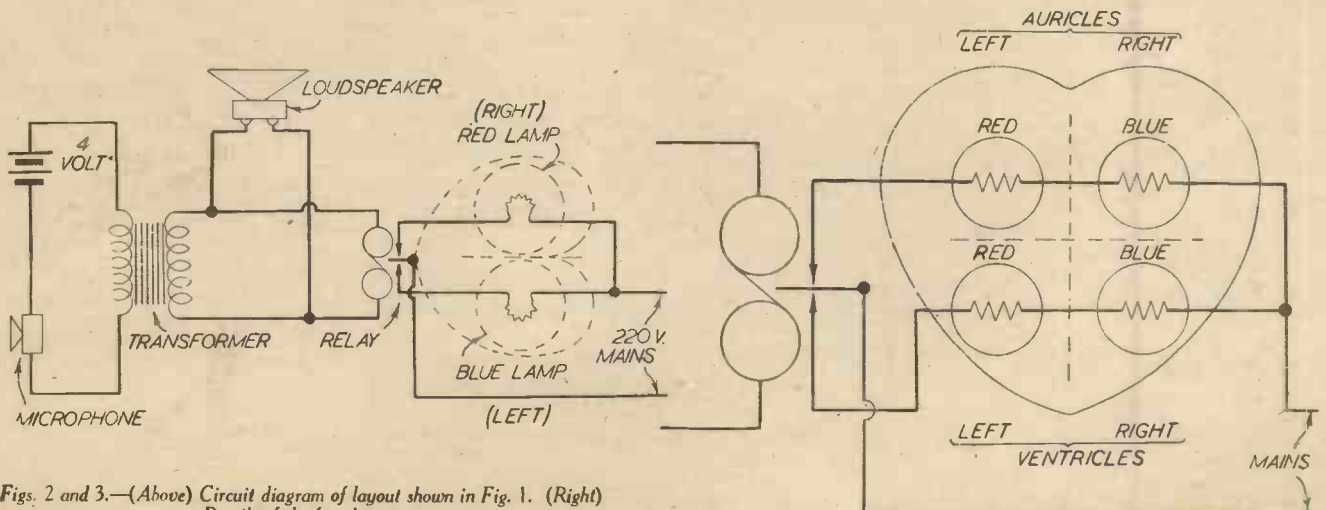 LOUDSPEAKER
4
VOLT
(RIGHT)
RED LAMP
TRANSFORMER
RELAY
BLUE LAMP
(LEFT)
220 V.
MAINS
MICROPHONE
AURICLES
LEFT RIGHT
RED BLUE
RED BLUE
LEFT RIGHT
VENTRICLES
MAINS
Figs. 2 and 3.—(Above) Circuit diagram of layout shown in Fig. 1. (Right)